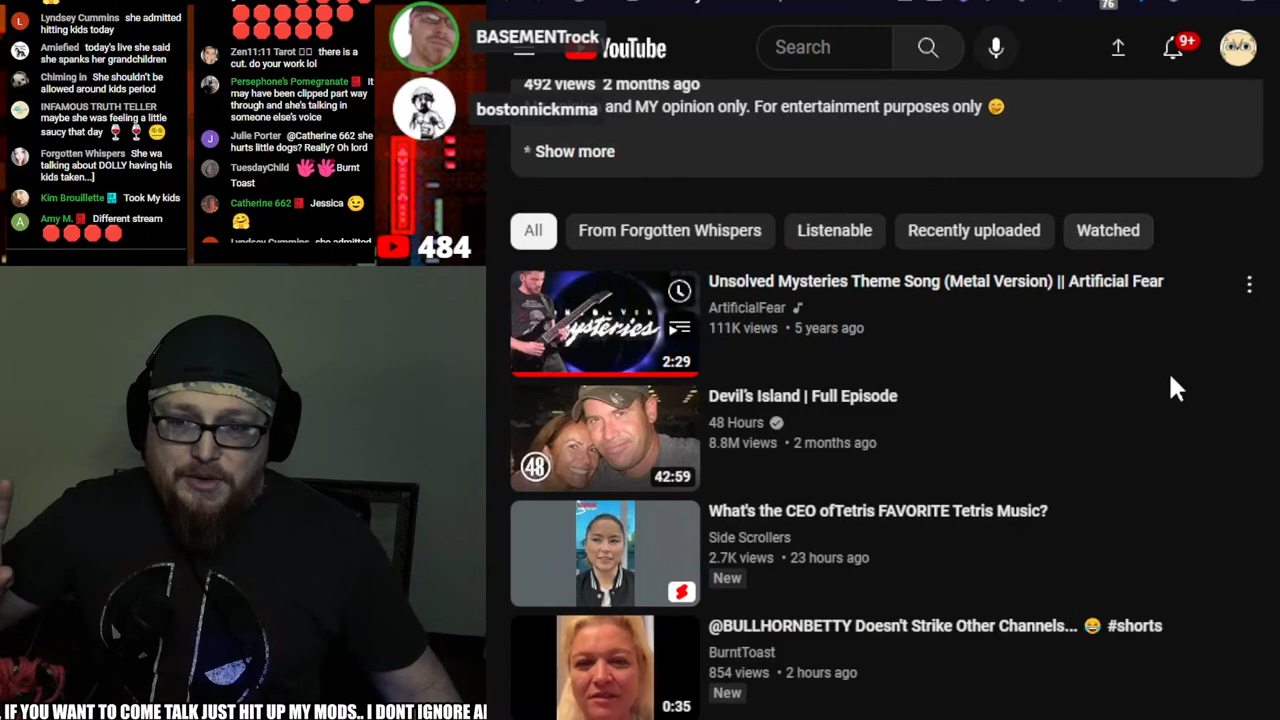 Lyndsey Cummins she admitted
hitting kids today
Amiefied today's live she said
she spanks her grandchildren
Chiming in She shouldn't be
allowed around kids period
INFAMOUS TRUTH TELLER
maybe she was feeling a little
saucy that day
Forgotten Whispers She wa
talking about DOLLY having his
kids taken...]
Kim Brouillette Took My kids
Amy M. Different stream
Zen11:11 Tarot there is a
cut. do your work lol
Persephone's Pomegranate It
may have been clipped part way
through and she's talking in
someone else's voice
Julie Porter @Catherine 662 she
hurts little dogs? Really? Oh lord
TuesdayChild Burnt
Toast
Catherine 662 Jessica
Lyndsey Cummins she admitted
BASEMENTrock
bostonnickmma
484
76
YouTube
Search
9+
492 views 2 months ago
and MY opinion only. For entertainment purposes only
* Show more
All
From Forgotten Whispers
Listenable
Recently uploaded
Watched
Unsolved Mysteries Theme Song (Metal Version) || Artificial Fear
ArtificialFear
111K views • 5 years ago
2:29
Devil's Island | Full Episode
48 Hours
8.8M views • 2 months ago
48
42:59
What's the CEO ofTetris FAVORITE Tetris Music?
Side Scrollers
2.7K views • 23 hours ago
New
@BULLHORNBETTY Doesn't Strike Other Channels... #shorts
BurntToast
854 views • 2 hours ago
New
0:35
, IF YOU WANT TO COME TALK JUST HIT UP MY MODS.. I DONT IGNORE